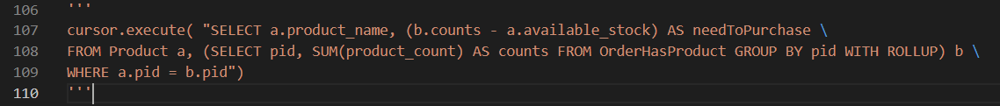 106 '''
107 cursor.execute( "SELECT a.product_name, (b.counts - a.available_stock) AS needToPurchase \
108 FROM Product a, (SELECT pid, SUM(product_count) AS counts FROM OrderHasProduct GROUP BY pid WITH ROLLUP) b \
109 WHERE a.pid = b.pid")
110 '''